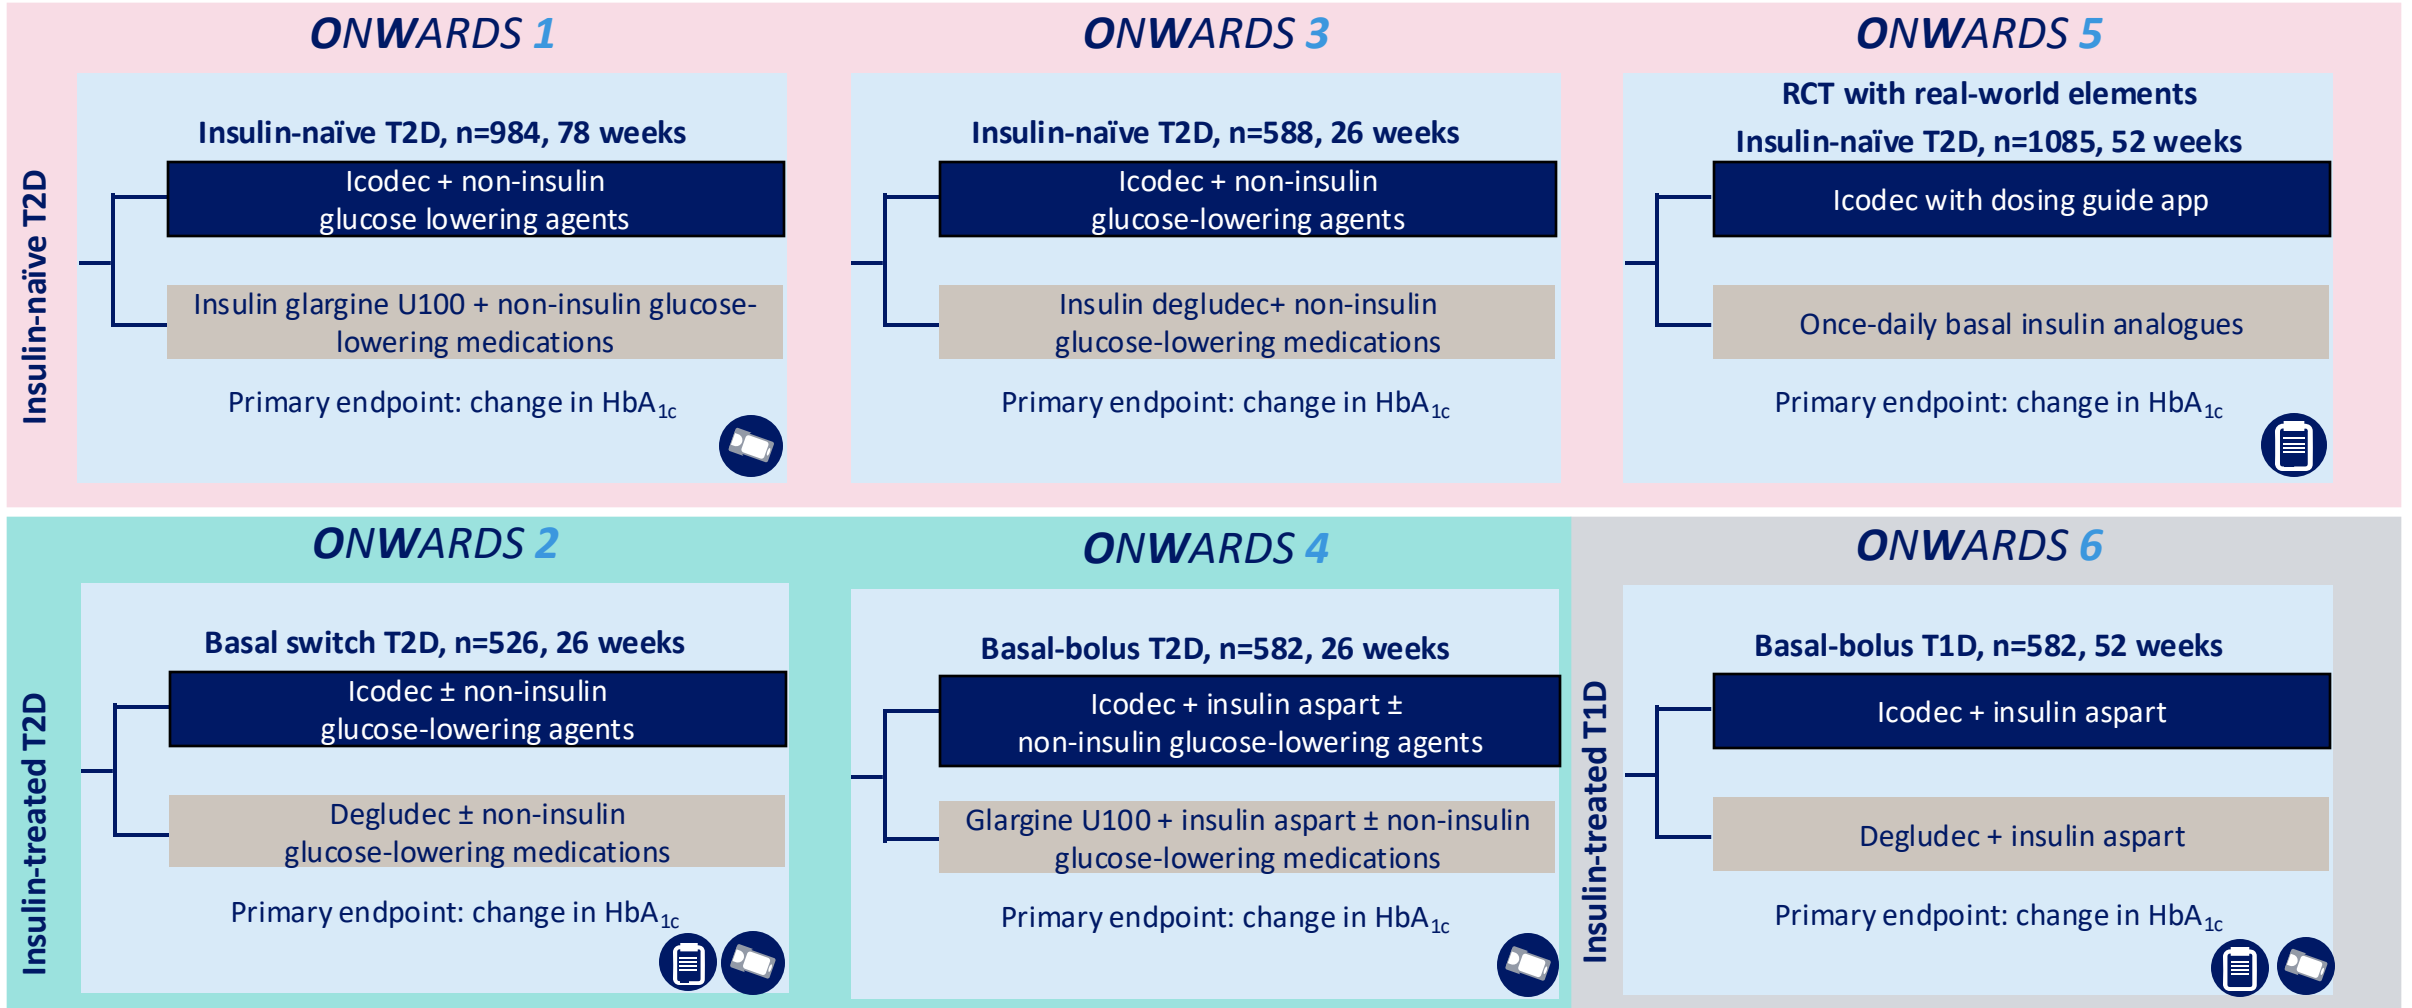 ONWARDS 1
Insulin-naïve T2D, n=984, 78 weeks
Icodec + non-insulin
glucose lowering agents
Insulin glargine U100 + non-insulin glucose-
lowering medications
Primary endpoint: change in HbA1c
ONWARDS 3
Insulin-naïve T2D, n=588, 26 weeks
Icodec + non-insulin
glucose-lowering agents
Insulin degludec+ non-insulin
glucose-lowering medications
Primary endpoint: change in HbA1c
ONWARDS 5
RCT with real-world elements
Insulin-naïve T2D, n=1085, 52 weeks
Icodec with dosing guide app
Once-daily basal insulin analogues
Primary endpoint: change in HbA1c
Insulin-naïve T2D
ONWARDS 2
Basal switch T2D, n=526, 26 weeks
Icodec ± non-insulin
glucose-lowering agents
Degludec ± non-insulin
glucose-lowering medications
Primary endpoint: change in HbA1c
ONWARDS 4
Basal-bolus T2D, n=582, 26 weeks
Icodec + insulin aspart ±
non-insulin glucose-lowering agents
Glargine U100 + insulin aspart ± non-insulin
glucose-lowering medications
Primary endpoint: change in HbA1c
Insulin-treated T2D
ONWARDS 6
Basal-bolus T1D, n=582, 52 weeks
Icodec + insulin aspart
Degludec + insulin aspart
Primary endpoint: change in HbA1c
Insulin-treated T1D